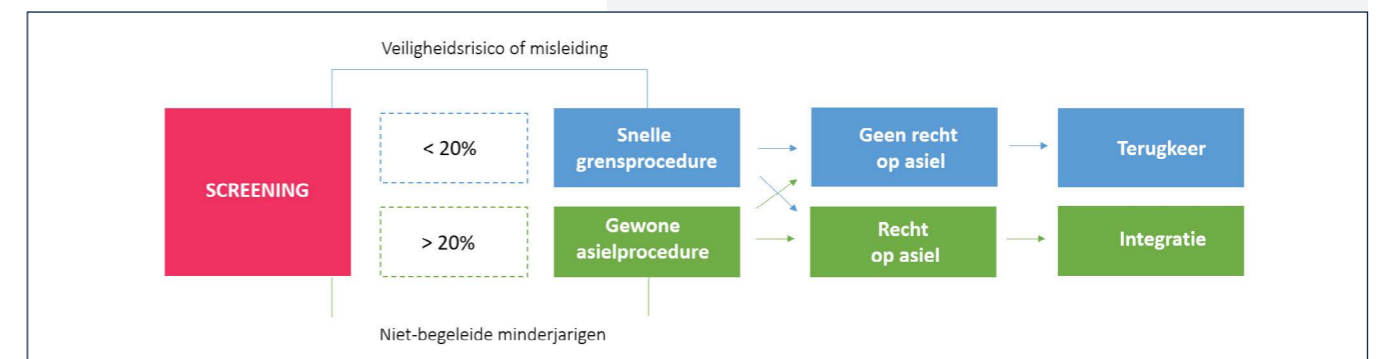 Veiligheidsrisico of misleiding
SCREENING
< 20%
Snelle
grensprocedure
Geen recht
op asiel
Terugkeer
> 20%
Gewone
asielprocedure
Recht
op asiel
Integratie
Niet-begeleide minderjarigen